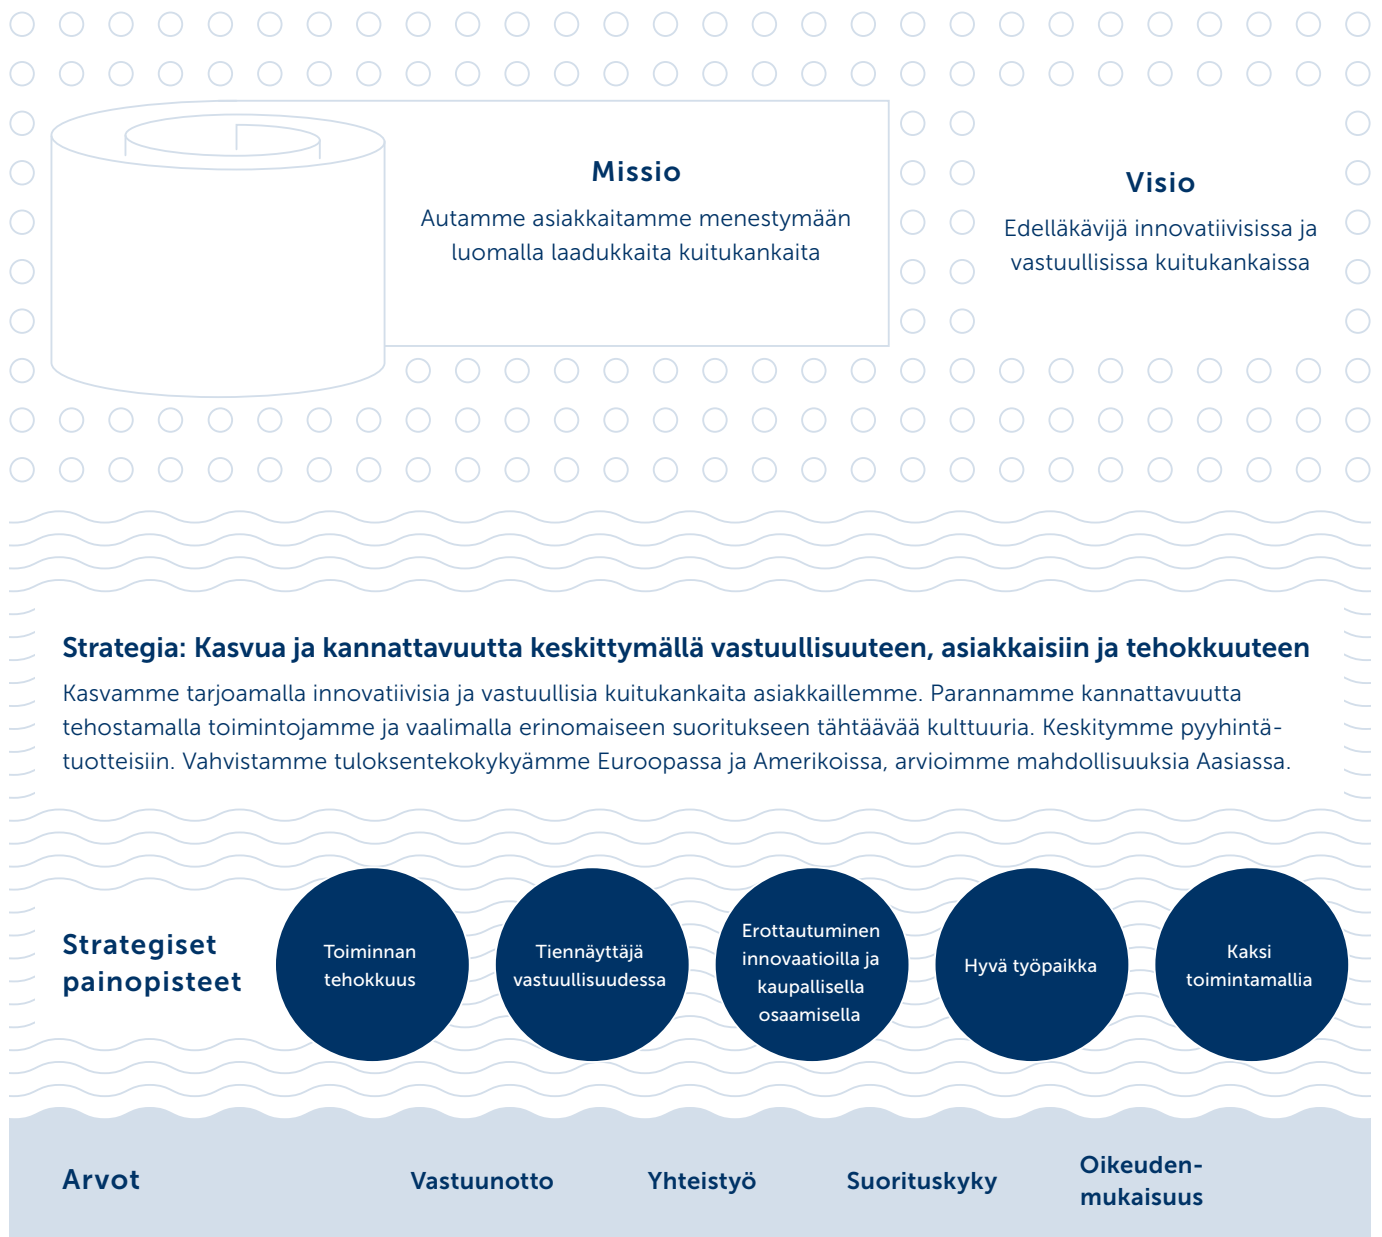 Missio
Autamme asiakkaitamme menestymään
luomalla laadukkaita kuitukankaita
Visio
Edelläkävijä innovatiivisissa ja
vastuullisissa kuitukankaissa
Strategia: Kasvua ja kannattavuutta keskittymällä vastuullisuuteen, asiakkaisiin ja tehokkuuteen
Kasvamme tarjoamalla innovatiivisia ja vastuullisia kuitukankaita asiakkaillemme. Parannamme kannattavuutta
tehostamalla toimintojamme ja vaalimalla erinomaiseen suoritukseen tähtäävää kulttuuria. Keskitymme pyyhintä-
tuotteisiin. Vahvistamme tuloksentekokykyämme Euroopassa ja Amerikoissa, arvioimme mahdollisuuksia Aasiassa.
Strategiset
painopisteet
Toiminnan
tehokkuus
Tiennäyttäjä
vastuullisuudessa
Erottautuminen
innovaatioilla ja
kaupallisella
osaamisella
Hyvä työpaikka
Kaksi
toimintamallia
Arvot
Vastuunotto
Yhteistyö
Suorituskyky
Oikeuden-
mukaisuus